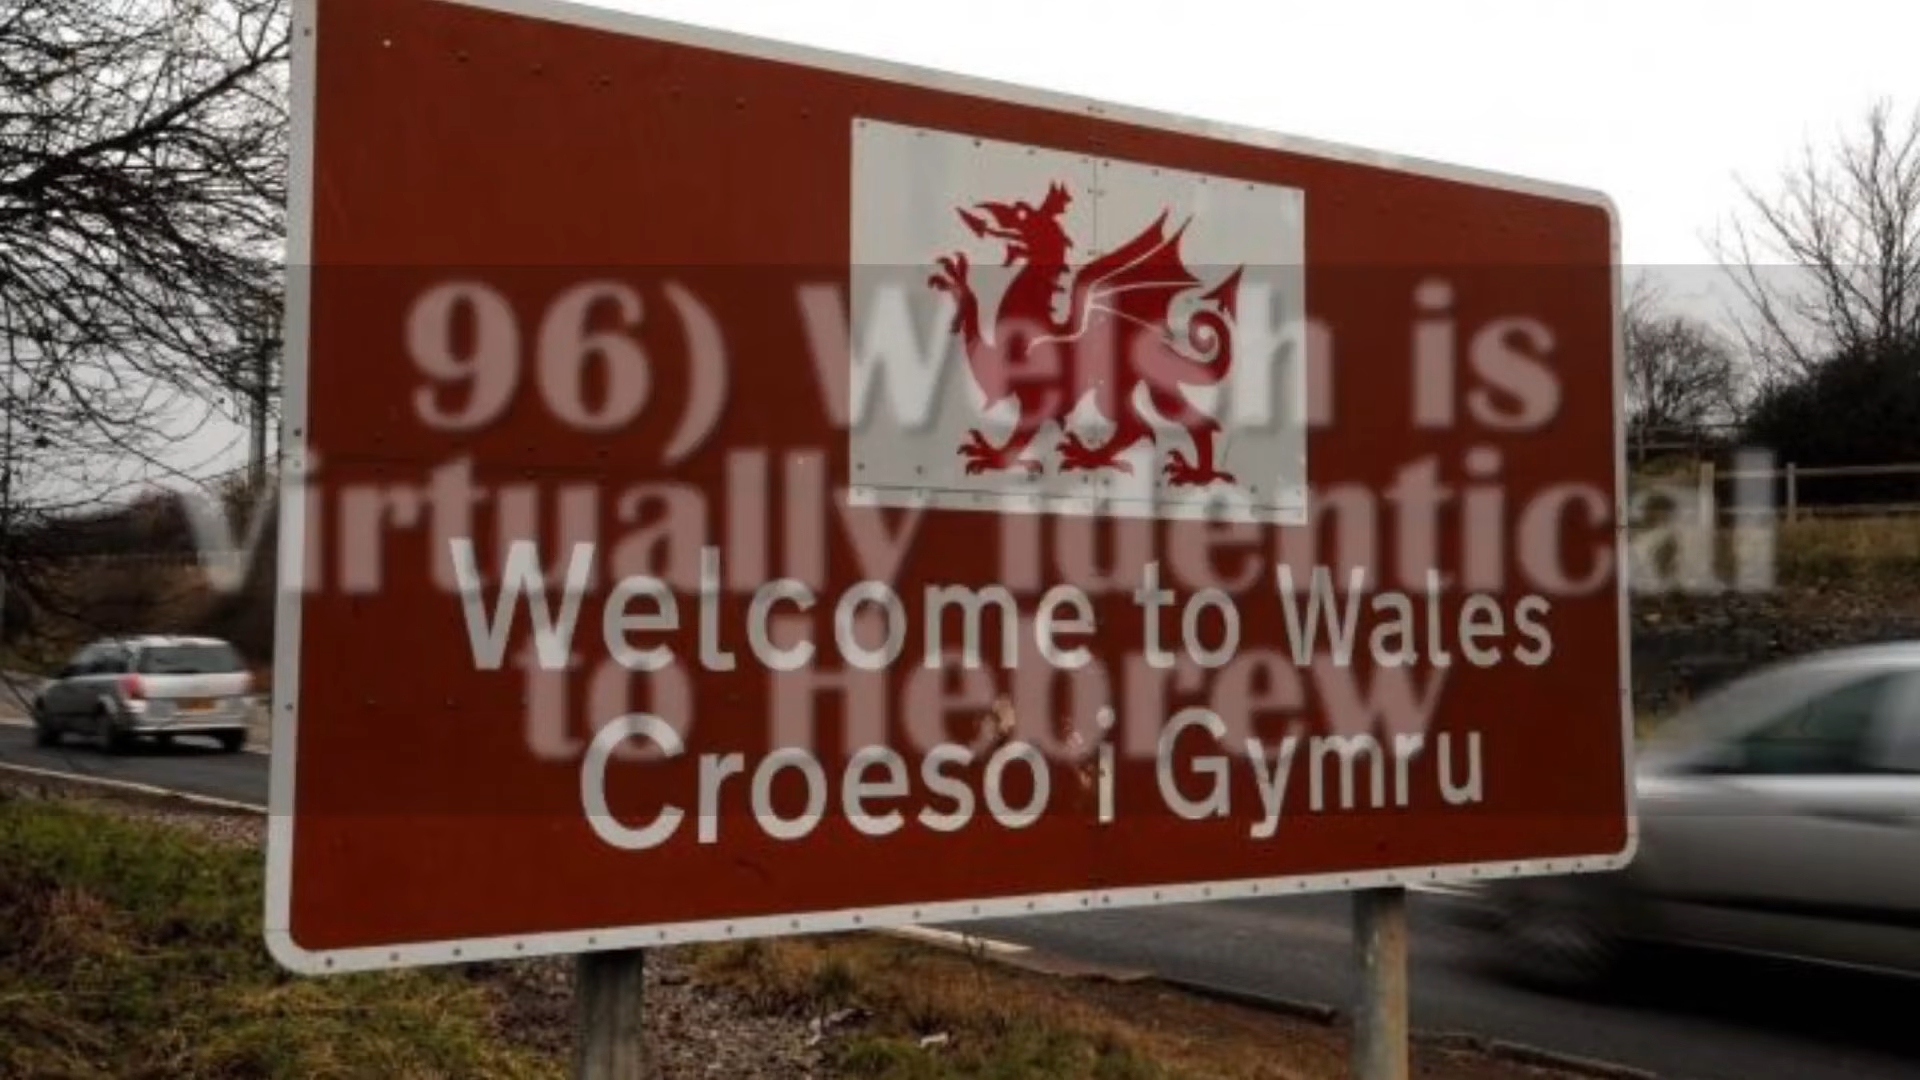 96) Welsh is
virtually identical
to Hebrew
Welcome to Wales
Croeso i Gymru